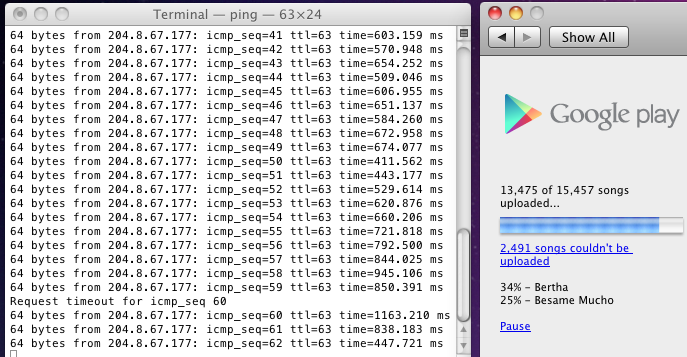 Terminal — ping — 63×24
64 bytes from 204.8.67.177: icmp_seq=41 ttl=63 time=603.159 ms
64 bytes from 204.8.67.177: icmp_seq=42 ttl=63 time=570.948 ms
64 bytes from 204.8.67.177: icmp_seq=43 ttl=63 time=654.252 ms
64 bytes from 204.8.67.177: icmp_seq=44 ttl=63 time=509.046 ms
64 bytes from 204.8.67.177: icmp_seq=45 ttl=63 time=606.955 ms
64 bytes from 204.8.67.177: icmp_seq=46 ttl=63 time=651.137 ms
64 bytes from 204.8.67.177: icmp_seq=47 ttl=63 time=584.260 ms
64 bytes from 204.8.67.177: icmp_seq=48 ttl=63 time=672.958 ms
64 bytes from 204.8.67.177: icmp_seq=49 ttl=63 time=674.077 ms
64 bytes from 204.8.67.177: icmp_seq=50 ttl=63 time=411.562 ms
64 bytes from 204.8.67.177: icmp_seq=51 ttl=63 time=443.177 ms
64 bytes from 204.8.67.177: icmp_seq=52 ttl=63 time=529.614 ms
64 bytes from 204.8.67.177: icmp_seq=53 ttl=63 time=620.876 ms
64 bytes from 204.8.67.177: icmp_seq=54 ttl=63 time=660.206 ms
64 bytes from 204.8.67.177: icmp_seq=55 ttl=63 time=721.818 ms
64 bytes from 204.8.67.177: icmp_seq=56 ttl=63 time=792.500 ms
64 bytes from 204.8.67.177: icmp_seq=57 ttl=63 time=844.025 ms
64 bytes from 204.8.67.177: icmp_seq=58 ttl=63 time=945.106 ms
64 bytes from 204.8.67.177: icmp_seq=59 ttl=63 time=850.391 ms
Request timeout for icmp_seq 60
64 bytes from 204.8.67.177: icmp_seq=60 ttl=63 time=1163.210 ms
64 bytes from 204.8.67.177: icmp_seq=61 ttl=63 time=838.183 ms
64 bytes from 204.8.67.177: icmp_seq=62 ttl=63 time=447.721 ms
Show All
Google play
13,475 of 15,457 songs
uploaded...
2,491 songs couldn't be
uploaded
34% - Bertha
25% - Besame Mucho
Pause